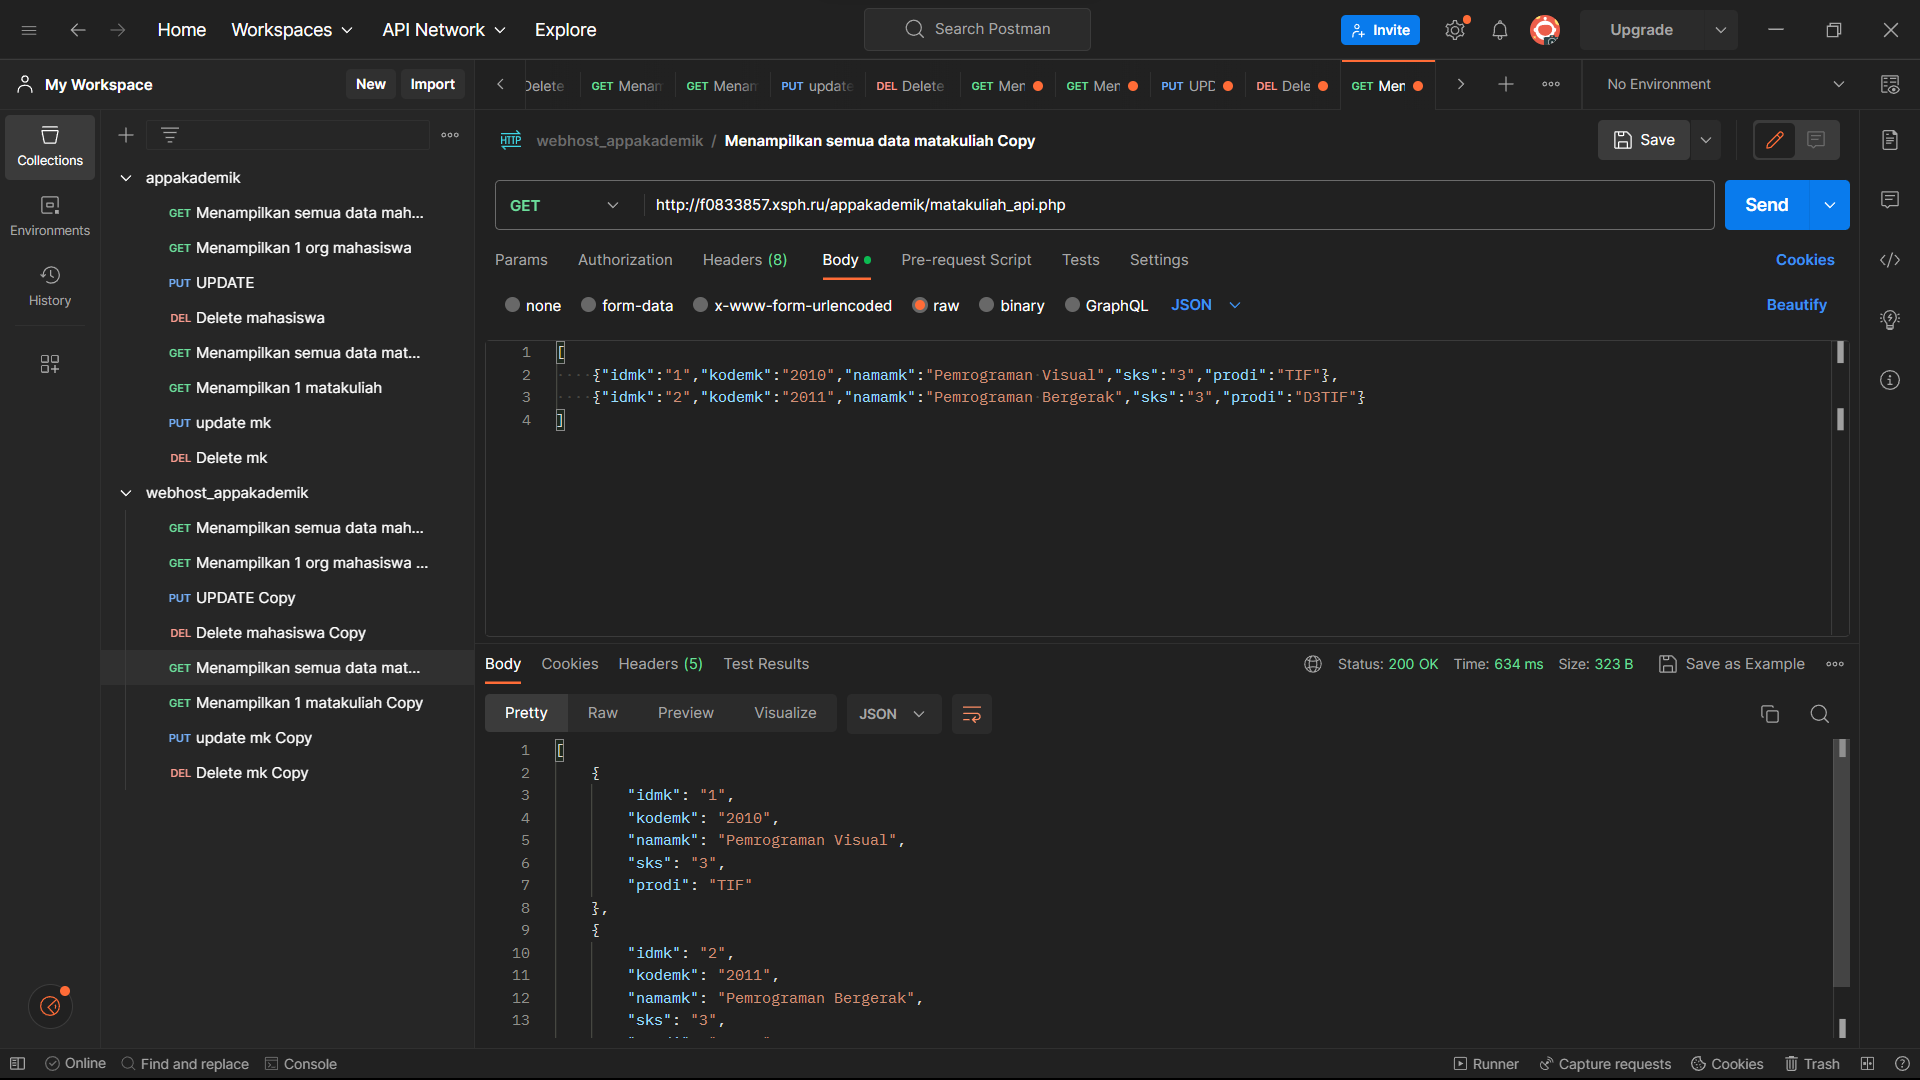 Home Workspaces API Network Explore Search Postman Invite Upgrade
My Workspace New Import
Delete GET Menam GET Menam PUT update DEL Delete GET Men GET Men PUT UPD DEL Dele GET Men No Environment
Collections
Environments
History
appakademik
GET Menampilkan semua data mah...
GET Menampilkan 1 org mahasiswa
PUT UPDATE
DEL Delete mahasiswa
GET Menampilkan semua data mat...
GET Menampilkan 1 matakuliah
PUT update mk
DEL Delete mk
webhost_appakademik
GET Menampilkan semua data mah...
GET Menampilkan 1 org mahasiswa ...
PUT UPDATE Copy
DEL Delete mahasiswa Copy
GET Menampilkan semua data mat...
GET Menampilkan 1 matakuliah Copy
PUT update mk Copy
DEL Delete mk Copy
HTTP webhost_appakademik / Menampilkan semua data matakuliah Copy Save
GET http://f0833857.xsph.ru/appakademik/matakuliah_api.php Send
Params Authorization Headers (8) Body Pre-request Script Tests Settings Cookies
none form-data x-www-form-urlencoded raw binary GraphQL JSON Beautify
1 [
2 {"idmk":"1","kodemk":"2010","namamk":"Pemrograman Visual","sks":"3","prodi":"TIF"},
3 {"idmk":"2","kodemk":"2011","namamk":"Pemrograman Bergerak","sks":"3","prodi":"D3TIF"}
4 ]
Body Cookies Headers (5) Test Results Status: 200 OK Time: 634 ms Size: 323 B Save as Example
Pretty Raw Preview Visualize JSON
1 [
2 {
3 "idmk": "1",
4 "kodemk": "2010",
5 "namamk": "Pemrograman Visual",
6 "sks": "3",
7 "prodi": "TIF"
8 },
9 {
10 "idmk": "2",
11 "kodemk": "2011",
12 "namamk": "Pemrograman Bergerak",
13 "sks": "3",
Online Find and replace Console Runner Capture requests Cookies Trash